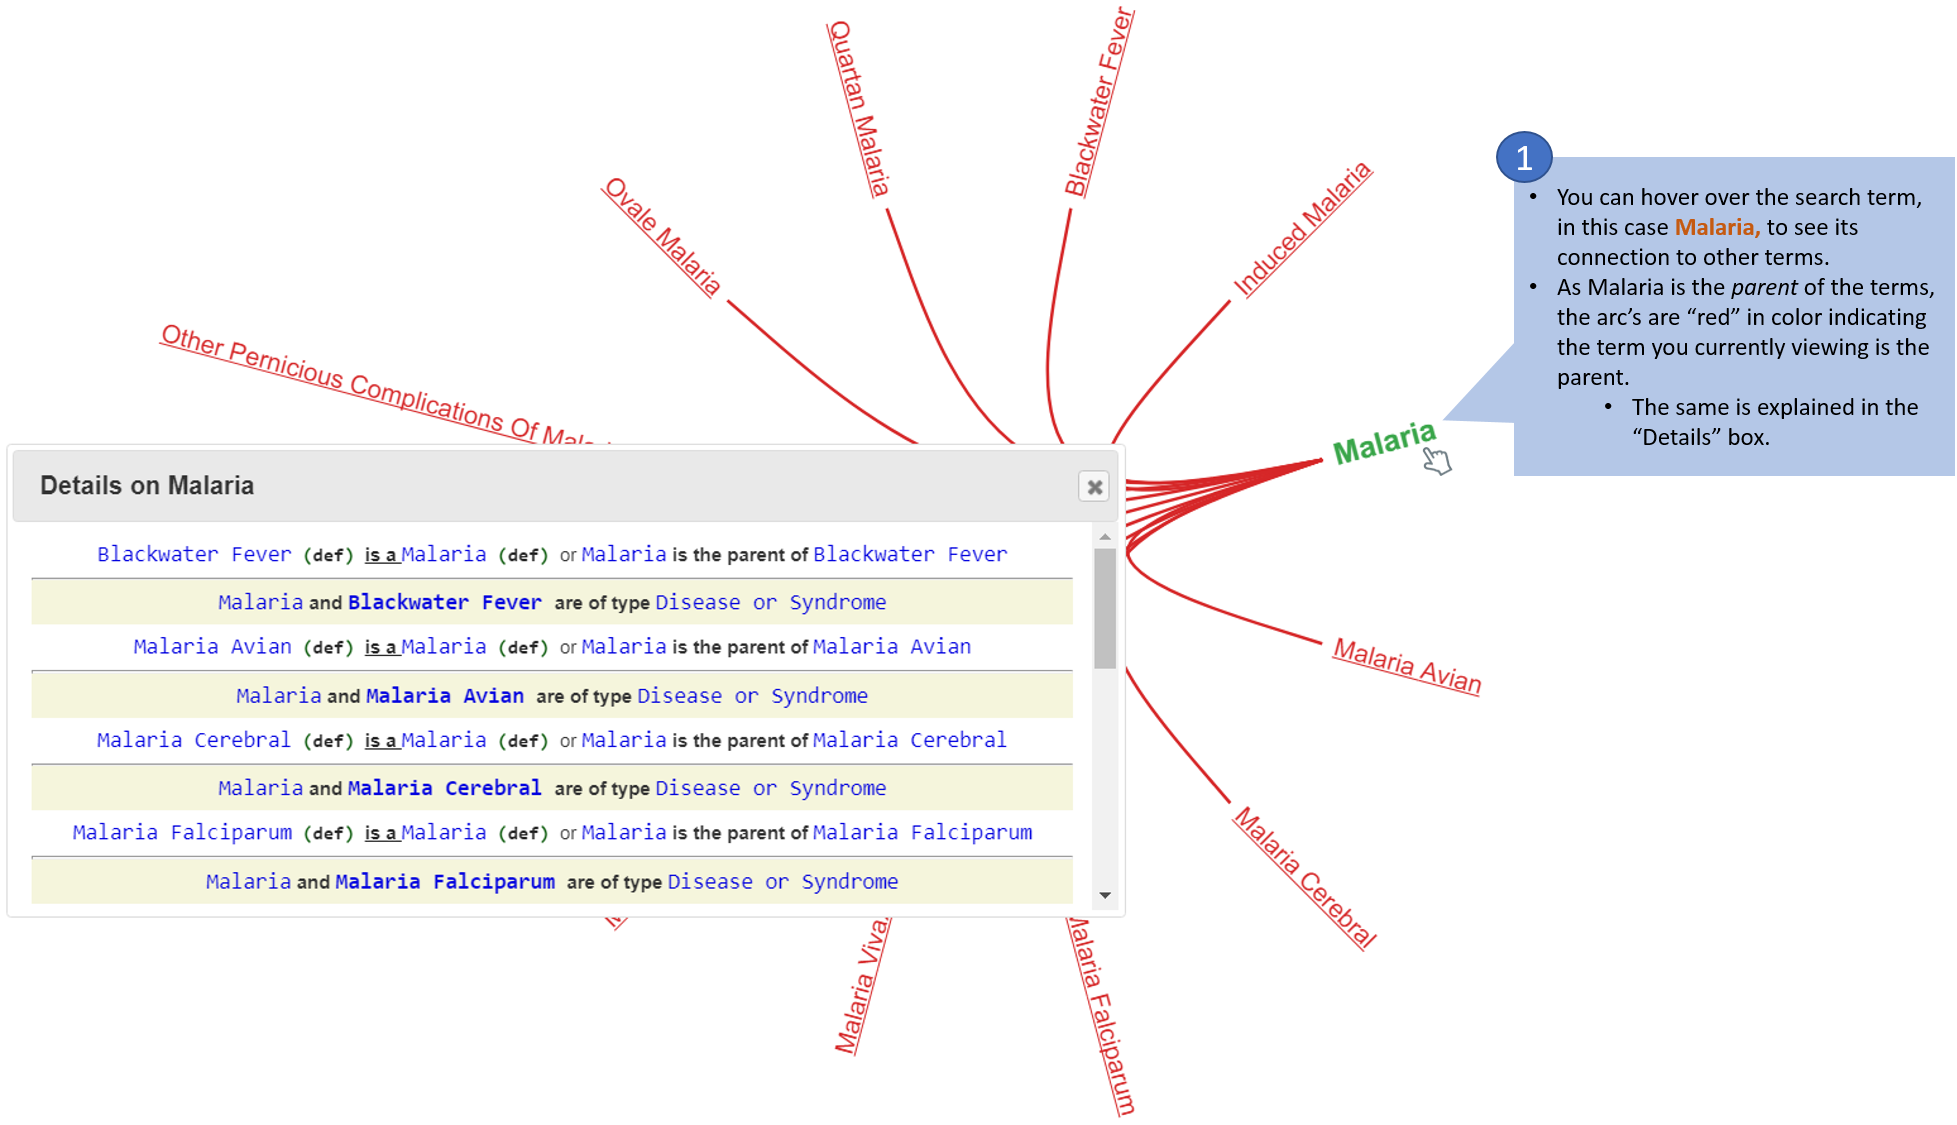 Quartan Malaria
Blackwater Fever
Ovale Malaria
Induced Malaria
Other Pernicious Complications Of
Malaria
Malaria Avian
Malaria Cerebral
Malaria Falciparum
Malaria
1
• You can hover over the search term,
in this case Malaria, to see its
connection to other terms.
• As Malaria is the parent of the terms,
the arc's are “red” in color indicating
the term you currently viewing is the
parent.
• The same is explained in the
“Details” box.
Details on Malaria
Blackwater Fever (def) is a Malaria (def) or Malaria is the parent of Blackwater Fever
Malaria and Blackwater Fever are of type Disease or Syndrome
Malaria Avian (def) is a Malaria (def) or Malaria is the parent of Malaria Avian
Malaria and Malaria Avian are of type Disease or Syndrome
Malaria Cerebral (def) is a Malaria (def) or Malaria is the parent of Malaria Cerebral
Malaria and Malaria Cerebral are of type Disease or Syndrome
Malaria Falciparum (def) is a Malaria (def) or Malaria is the parent of Malaria Falciparum
Malaria and Malaria Falciparum are of type Disease or Syndrome